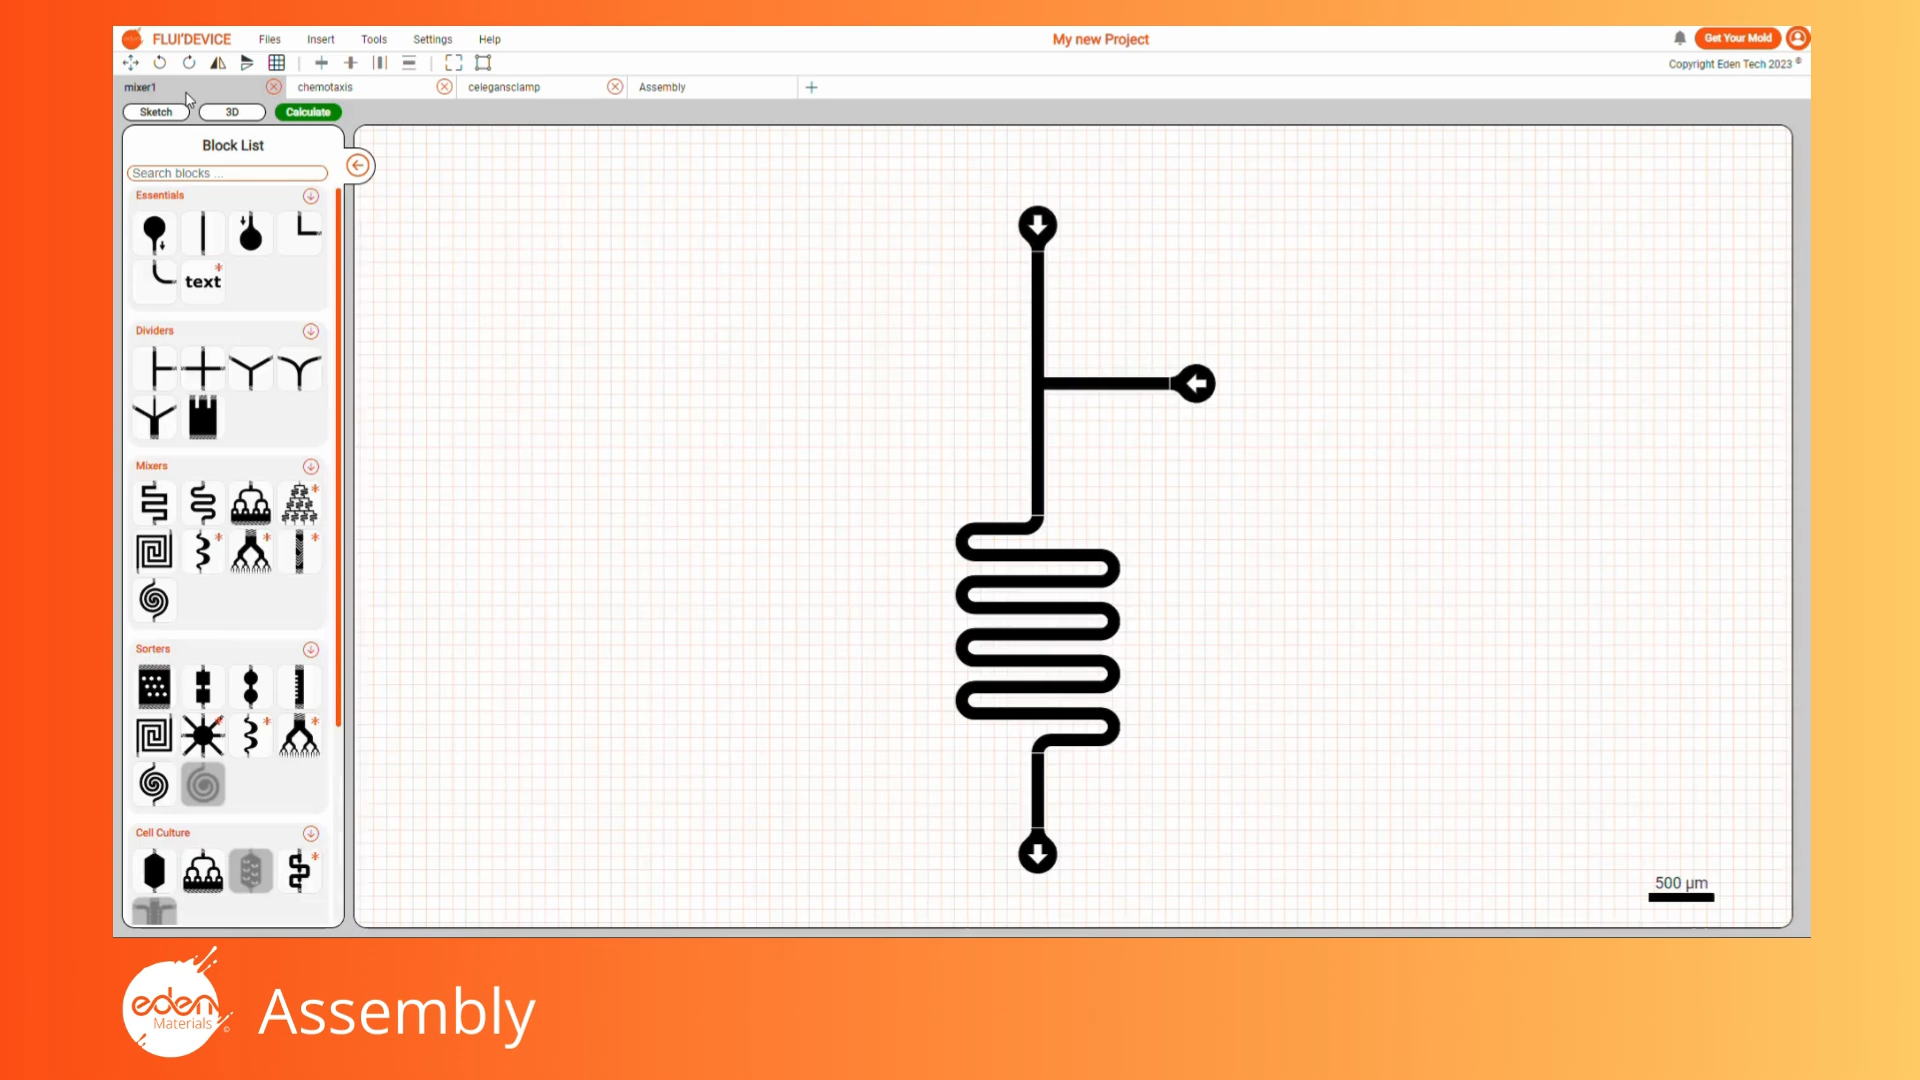 FLUI'DEVICE Files Insert Tools Settings Help My new Project Get Your Mold
Copyright Eden Tech 2023 ©
mixer1 chemotaxis celegansclamp Assembly
Sketch 3D Calculate
Block List
Search blocks ...
Essentials
text
Dividers
Mixers
Sorters
Cell Culture
500 µm
eden
Materials
Assembly